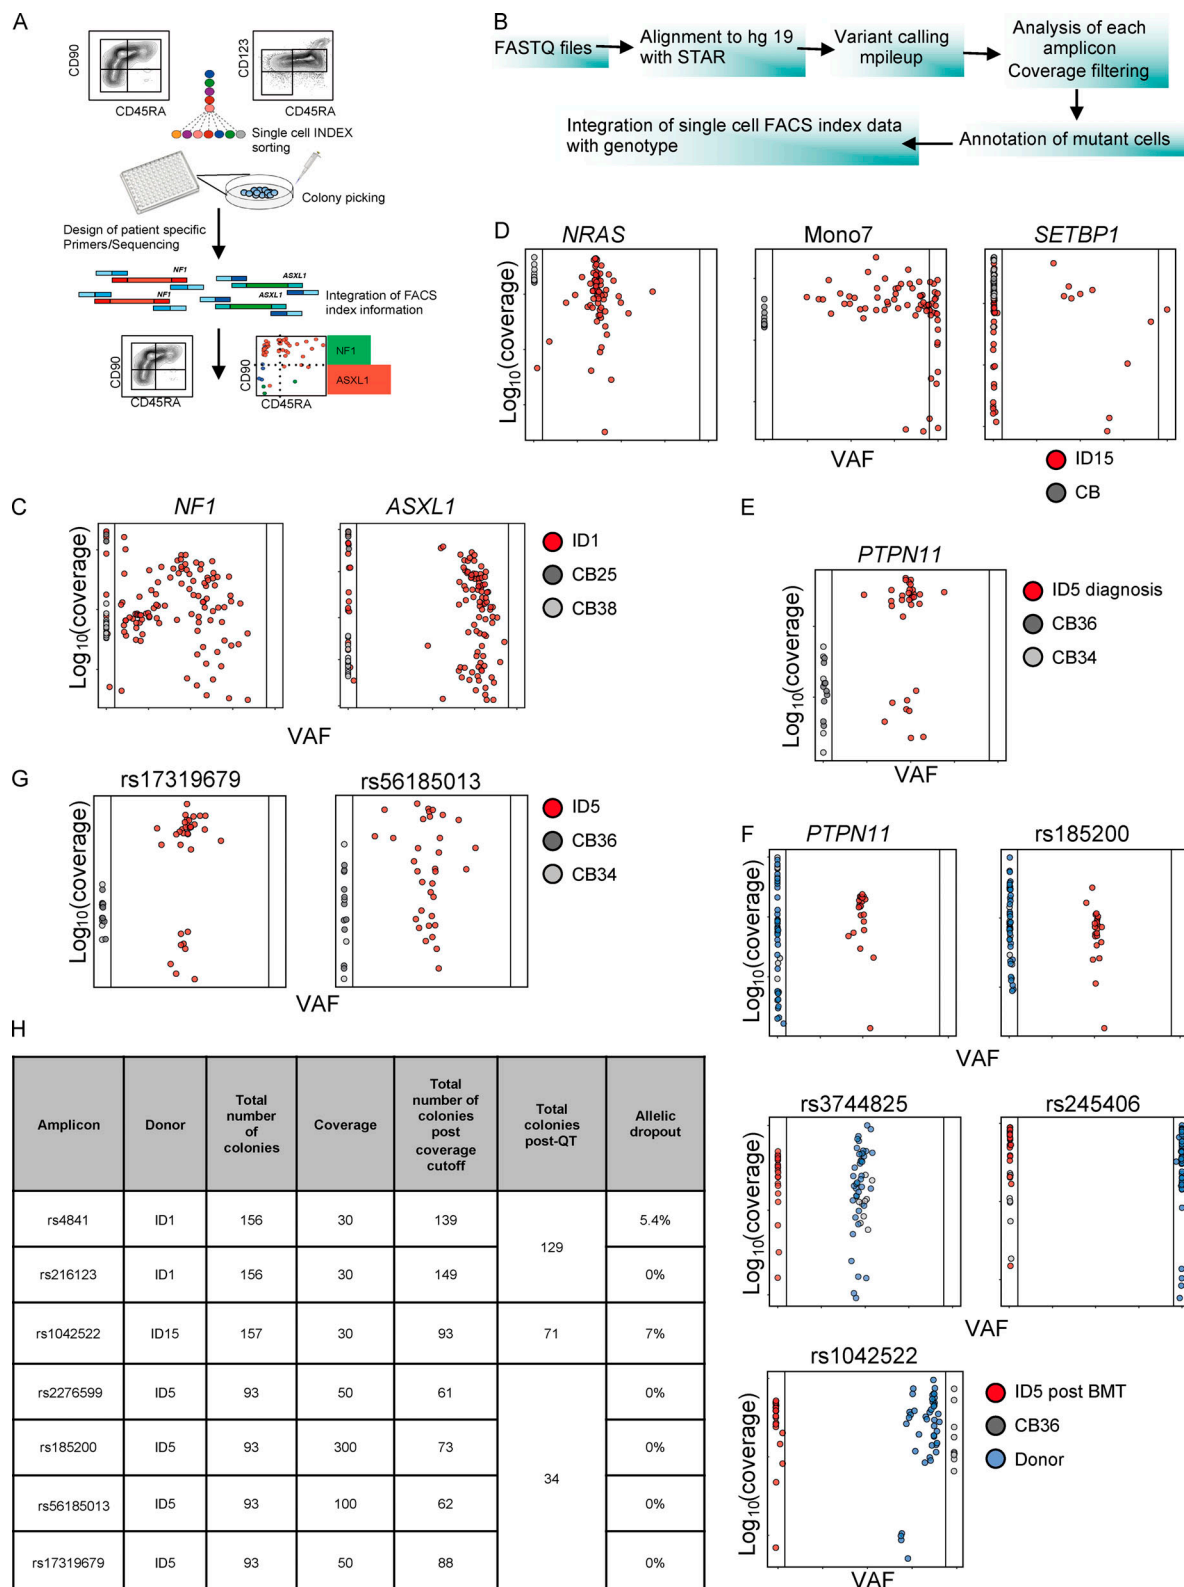 A
CD90
CD45RA
CD123
CD45RA
Single cell INDEX
sorting
Colony picking
Design of patient specific
Primers/Sequencing
NF1
ASXL1
NF1
ASXL1
Integration of FACS
index information
CD90
CD45RA
CD90
CD45RA
NF1
ASXL1
B
FASTQ files
Alignment to hg 19
with STAR
Variant calling
mpileup
Analysis of each
amplicon
Coverage filtering
Annotation of mutant cells
Integration of single cell FACS index data
with genotype
D
NRAS
Mono7
SETBP1
Log10(coverage)
VAF
ID15
CB
C
NF1
ASXL1
Log10(coverage)
VAF
ID1
CB25
CB38
E
PTPN11
Log10(coverage)
VAF
ID5 diagnosis
CB36
CB34
G
rs17319679
rs56185013
Log10(coverage)
VAF
ID5
CB36
CB34
F
PTPN11
rs185200
Log10(coverage)
VAF
rs3744825
rs245406
Log10(coverage)
VAF
rs1042522
Log10(coverage)
VAF
ID5 post BMT
CB36
Donor
H
Amplicon
Donor
Total
number
of
colonies
Coverage
Total
number of
colonies
post
coverage
cutoff
Total
colonies
post-QT
Allelic
dropout
rs4841 ID1 156 30 139 129 5.4%
rs216123 ID1 156 30 149 0%
rs1042522 ID15 157 30 93 71 7%
rs2276599 ID5 93 50 61 34 0%
rs185200 ID5 93 300 73 0%
rs56185013 ID5 93 100 62 0%
rs17319679 ID5 93 50 88 0%